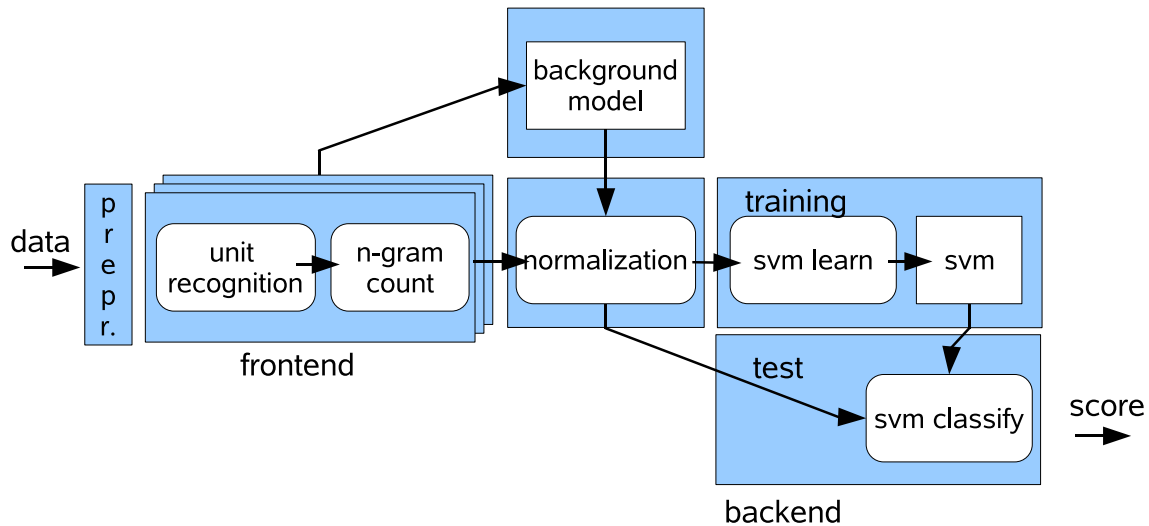 background
model
data
p
r
e
p
r.
unit
recognition
n-gram
count
frontend
normalization
training
svm learn
svm
test
svm classify
score
backend